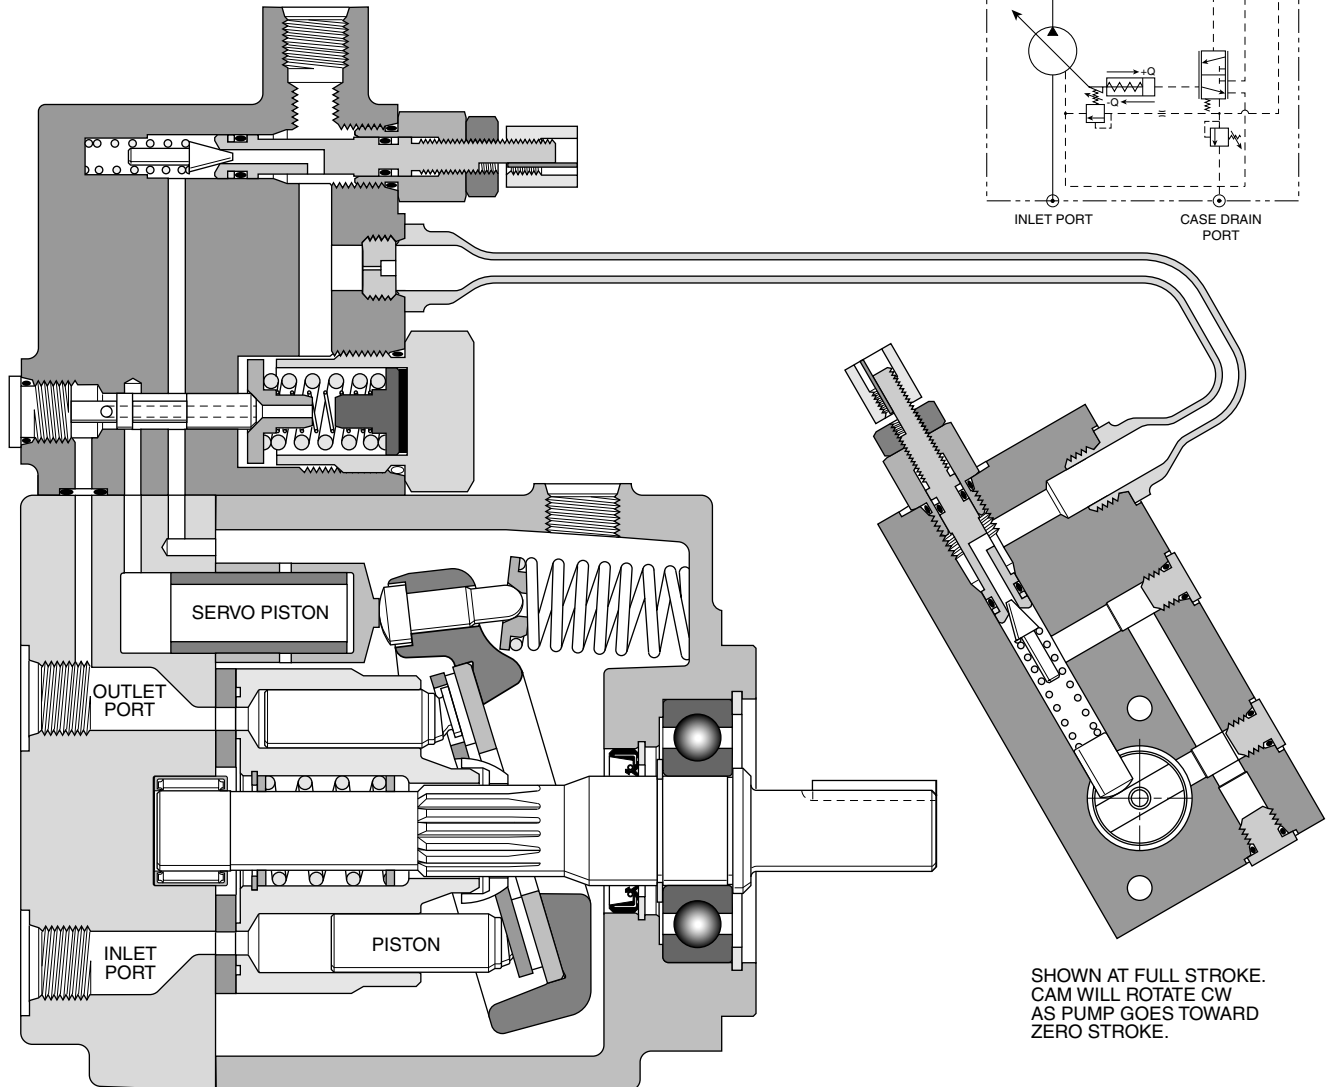 +Q
-Q
INLET PORT
CASE DRAIN
PORT
SERVO PISTON
OUTLET
PORT
INLET
PORT
PISTON
SHOWN AT FULL STROKE.
CAM WILL ROTATE CW
AS PUMP GOES TOWARD
ZERO STROKE.